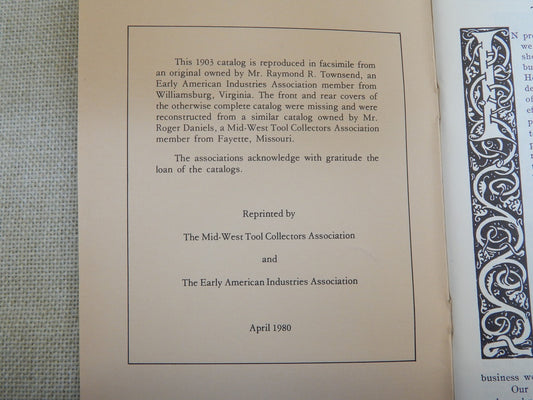 This 1903 catalog is reproduced in facsimile from
an original owned by Mr. Raymond R. Townsend, an
Early American Industries Association member from
Williamsburg, Virginia. The front and rear covers of
the otherwise complete catalog were missing and were
reconstructed from a similar catalog owned by Mr.
Roger Daniels, a Mid-West Tool Collectors Association
member from Fayette, Missouri.
The associations acknowledge with gratitude the
loan of the catalogs.
Reprinted by
The Mid-West Tool Collectors Association
and
The Early American Industries Association
April 1980
N pre
we
sho
bus
business we
Our